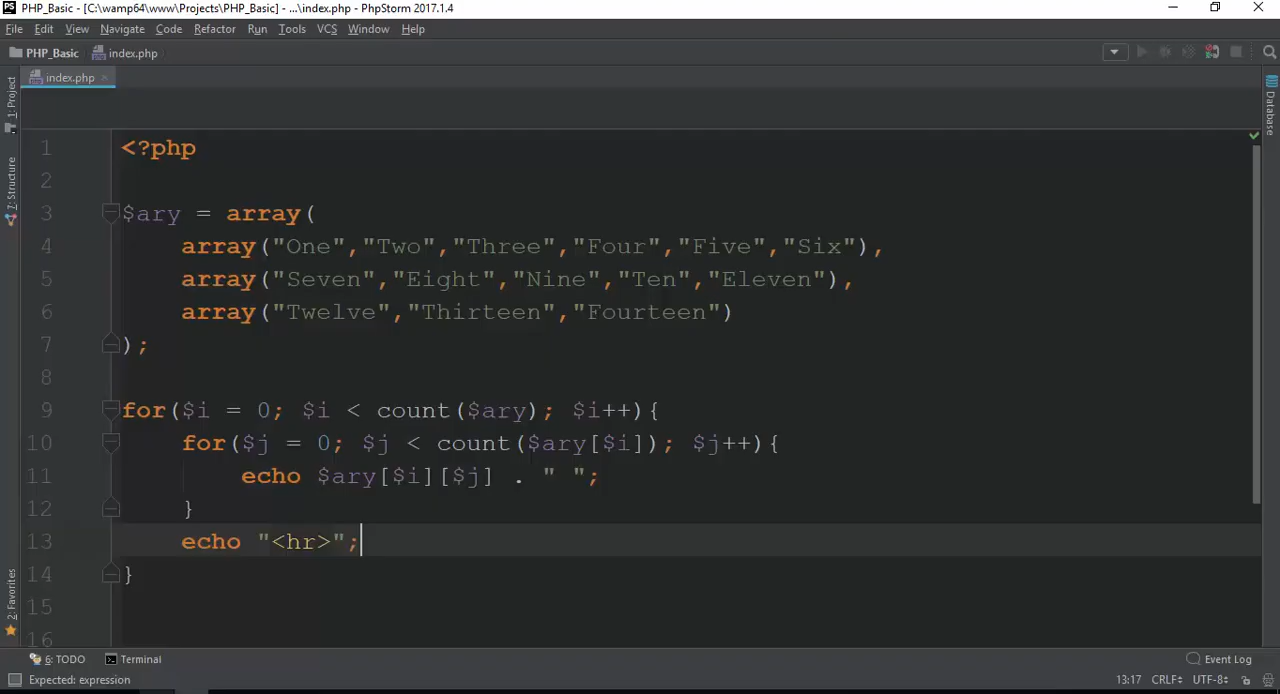 PS PHP_Basic - [C:\wamp64\www\Projects\PHP_Basic] - ...\index.php - PhpStorm 2017.1.4
File Edit View Navigate Code Refactor Run Tools VCS Window Help
PHP_Basic index.php
index.php
1: Project
7: Structure
2: Favorites
Database
1 <?php
2
3 $ary = array(
4 array("One","Two","Three","Four","Five","Six"),
5 array("Seven","Eight","Nine","Ten","Eleven"),
6 array("Twelve","Thirteen","Fourteen")
7 );
8
9 for($i = 0; $i < count($ary); $i++){
10 for($j = 0; $j < count($ary[$i]); $j++){
11 echo $ary[$i][$j] . " ";
12 }
13 echo "<hr>";
14 }
15
16
6: TODO Terminal Event Log
Expected: expression 13:17 CRLF UTF-8